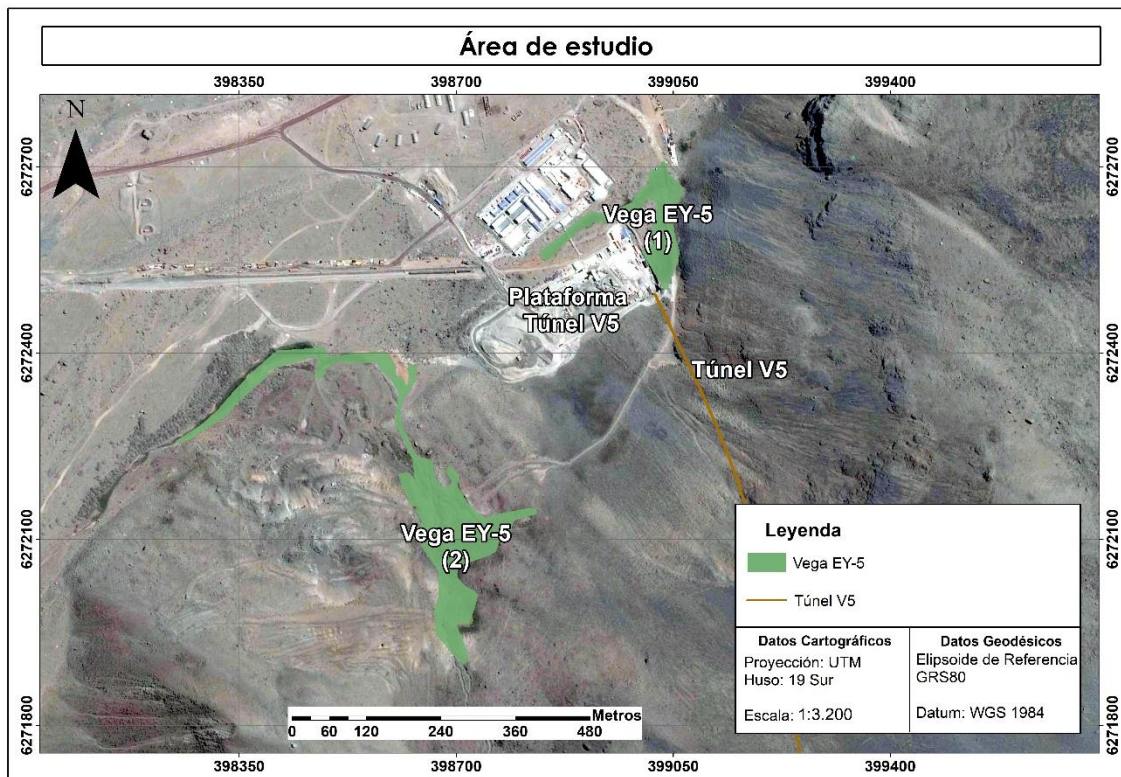 Área de estudio
398350 398700 399050 399400
N
6272700 6272700
Vega EY-5
(1)
Plataforma
Túnel V5
6272400 6272400
Túnel V5
Vega EY-5
(2)
6272100 6272100
Leyenda
Vega EY-5
Túnel V5
Datos Cartográficos
Proyección: UTM
Huso: 19 Sur
Escala: 1:3.200
Datos Geodésicos
Elipsoide de Referencia
GRS80
Datum: WGS 1984
Metros
0 60 120 240 360 480
6271800 6271800
398350 398700 399050 399400